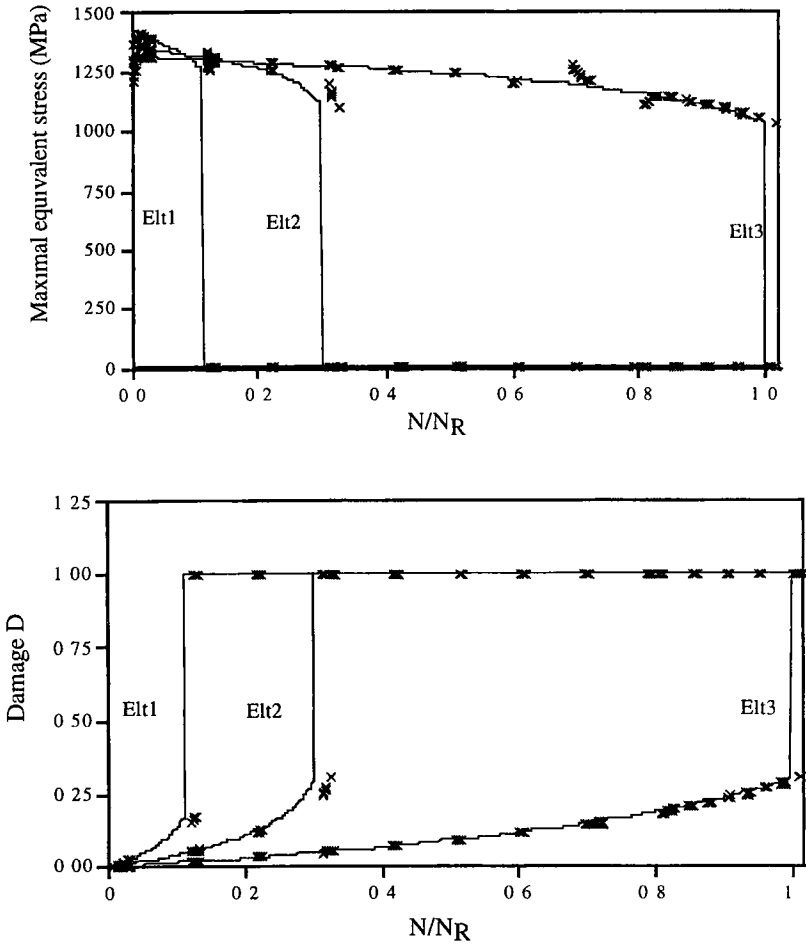 Maximal equivalent stress (MPa)
1500
1250
1000
750
500
250
0
Elt1
Elt2
Elt3
0 0
0 2
0 4
0 6
0 8
1 0
N/NR
Damage D
1 25
1 00
0 75
0 50
0 25
0 00
Elt1
Elt2
Elt3
0
0 2
0 4
0 6
0 8
1
N/NR